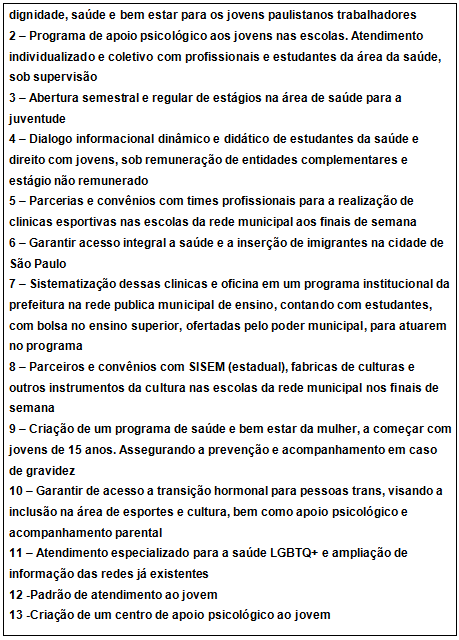 dignidade, saúde e bem estar para os jovens paulistanos trabalhadores
2 – Programa de apoio psicológico aos jovens nas escolas. Atendimento
individualizado e coletivo com profissionais e estudantes da área da saúde,
sob supervisão
3 – Abertura semestral e regular de estágios na área de saúde para a
juventude
4 – Dialogo informacional dinâmico e didático de estudantes da saúde e
direito com jovens, sob remuneração de entidades complementares e
estágio não remunerado
5 – Parcerias e convênios com times profissionais para a realização de
clinicas esportivas nas escolas da rede municipal aos finais de semana
6 – Garantir acesso integral a saúde e a inserção de imigrantes na cidade de
São Paulo
7 – Sistematização dessas clinicas e oficina em um programa institucional da
prefeitura na rede publica municipal de ensino, contando com estudantes,
com bolsa no ensino superior, ofertadas pelo poder municipal, para atuarem
no programa
8 – Parceiros e convênios com SISEM (estadual), fabricas de culturas e
outros instrumentos da cultura nas escolas da rede municipal nos finais de
semana
9 – Criação de um programa de saúde e bem estar da mulher, a começar com
jovens de 15 anos. Assegurando a prevenção e acompanhamento em caso
de gravidez
10 – Garantir de acesso a transição hormonal para pessoas trans, visando a
inclusão na área de esportes e cultura, bem como apoio psicológico e
acompanhamento parental
11 – Atendimento especializado para a saúde LGBTQ+ e ampliação de
informação das redes já existentes
12 -Padrão de atendimento ao jovem
13 -Criação de um centro de apoio psicológico ao jovem